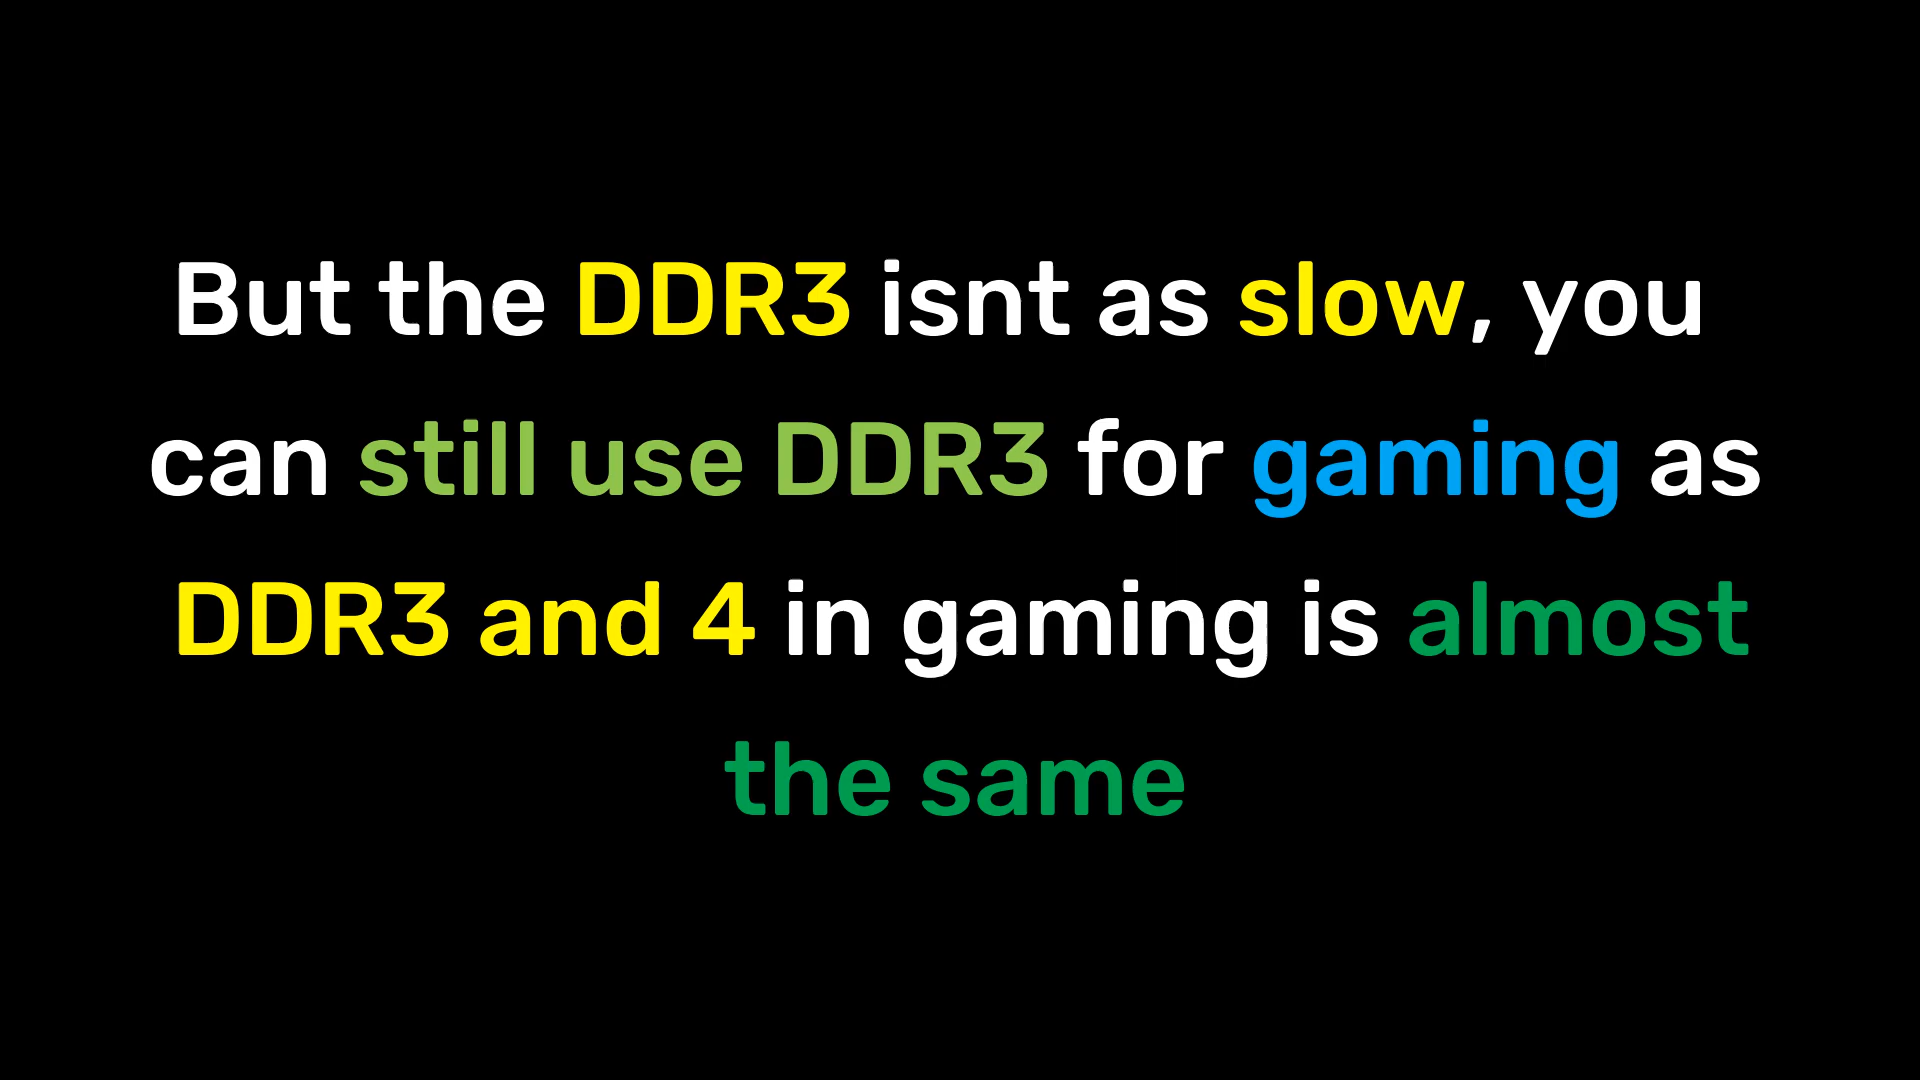 But the DDR3 isnt as slow, you
can still use DDR3 for gaming as
DDR3 and 4 in gaming is almost
the same